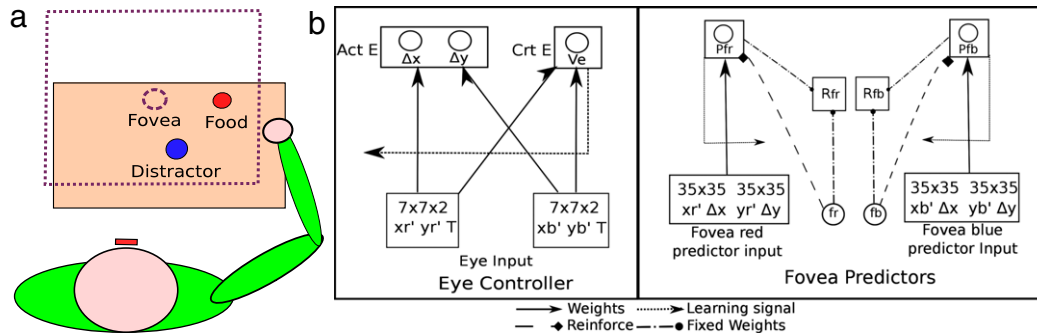 a
Fovea
Food
Distractor
b
Act E
Δx
Δy
Crt E
Ve
7x7x2
xr' yr' T
7x7x2
xb' yb' T
Eye Input
Eye Controller
Pfr
Pfb
Rfr
Rfb
35x35 35x35
xr' Δx yr' Δy
fr
fb
35x35 35x35
xb' Δx yb' Δy
Fovea red
predictor input
Fovea blue
predictor Input
Fovea Predictors
Weights
Learning signal
Reinforce
Fixed Weights